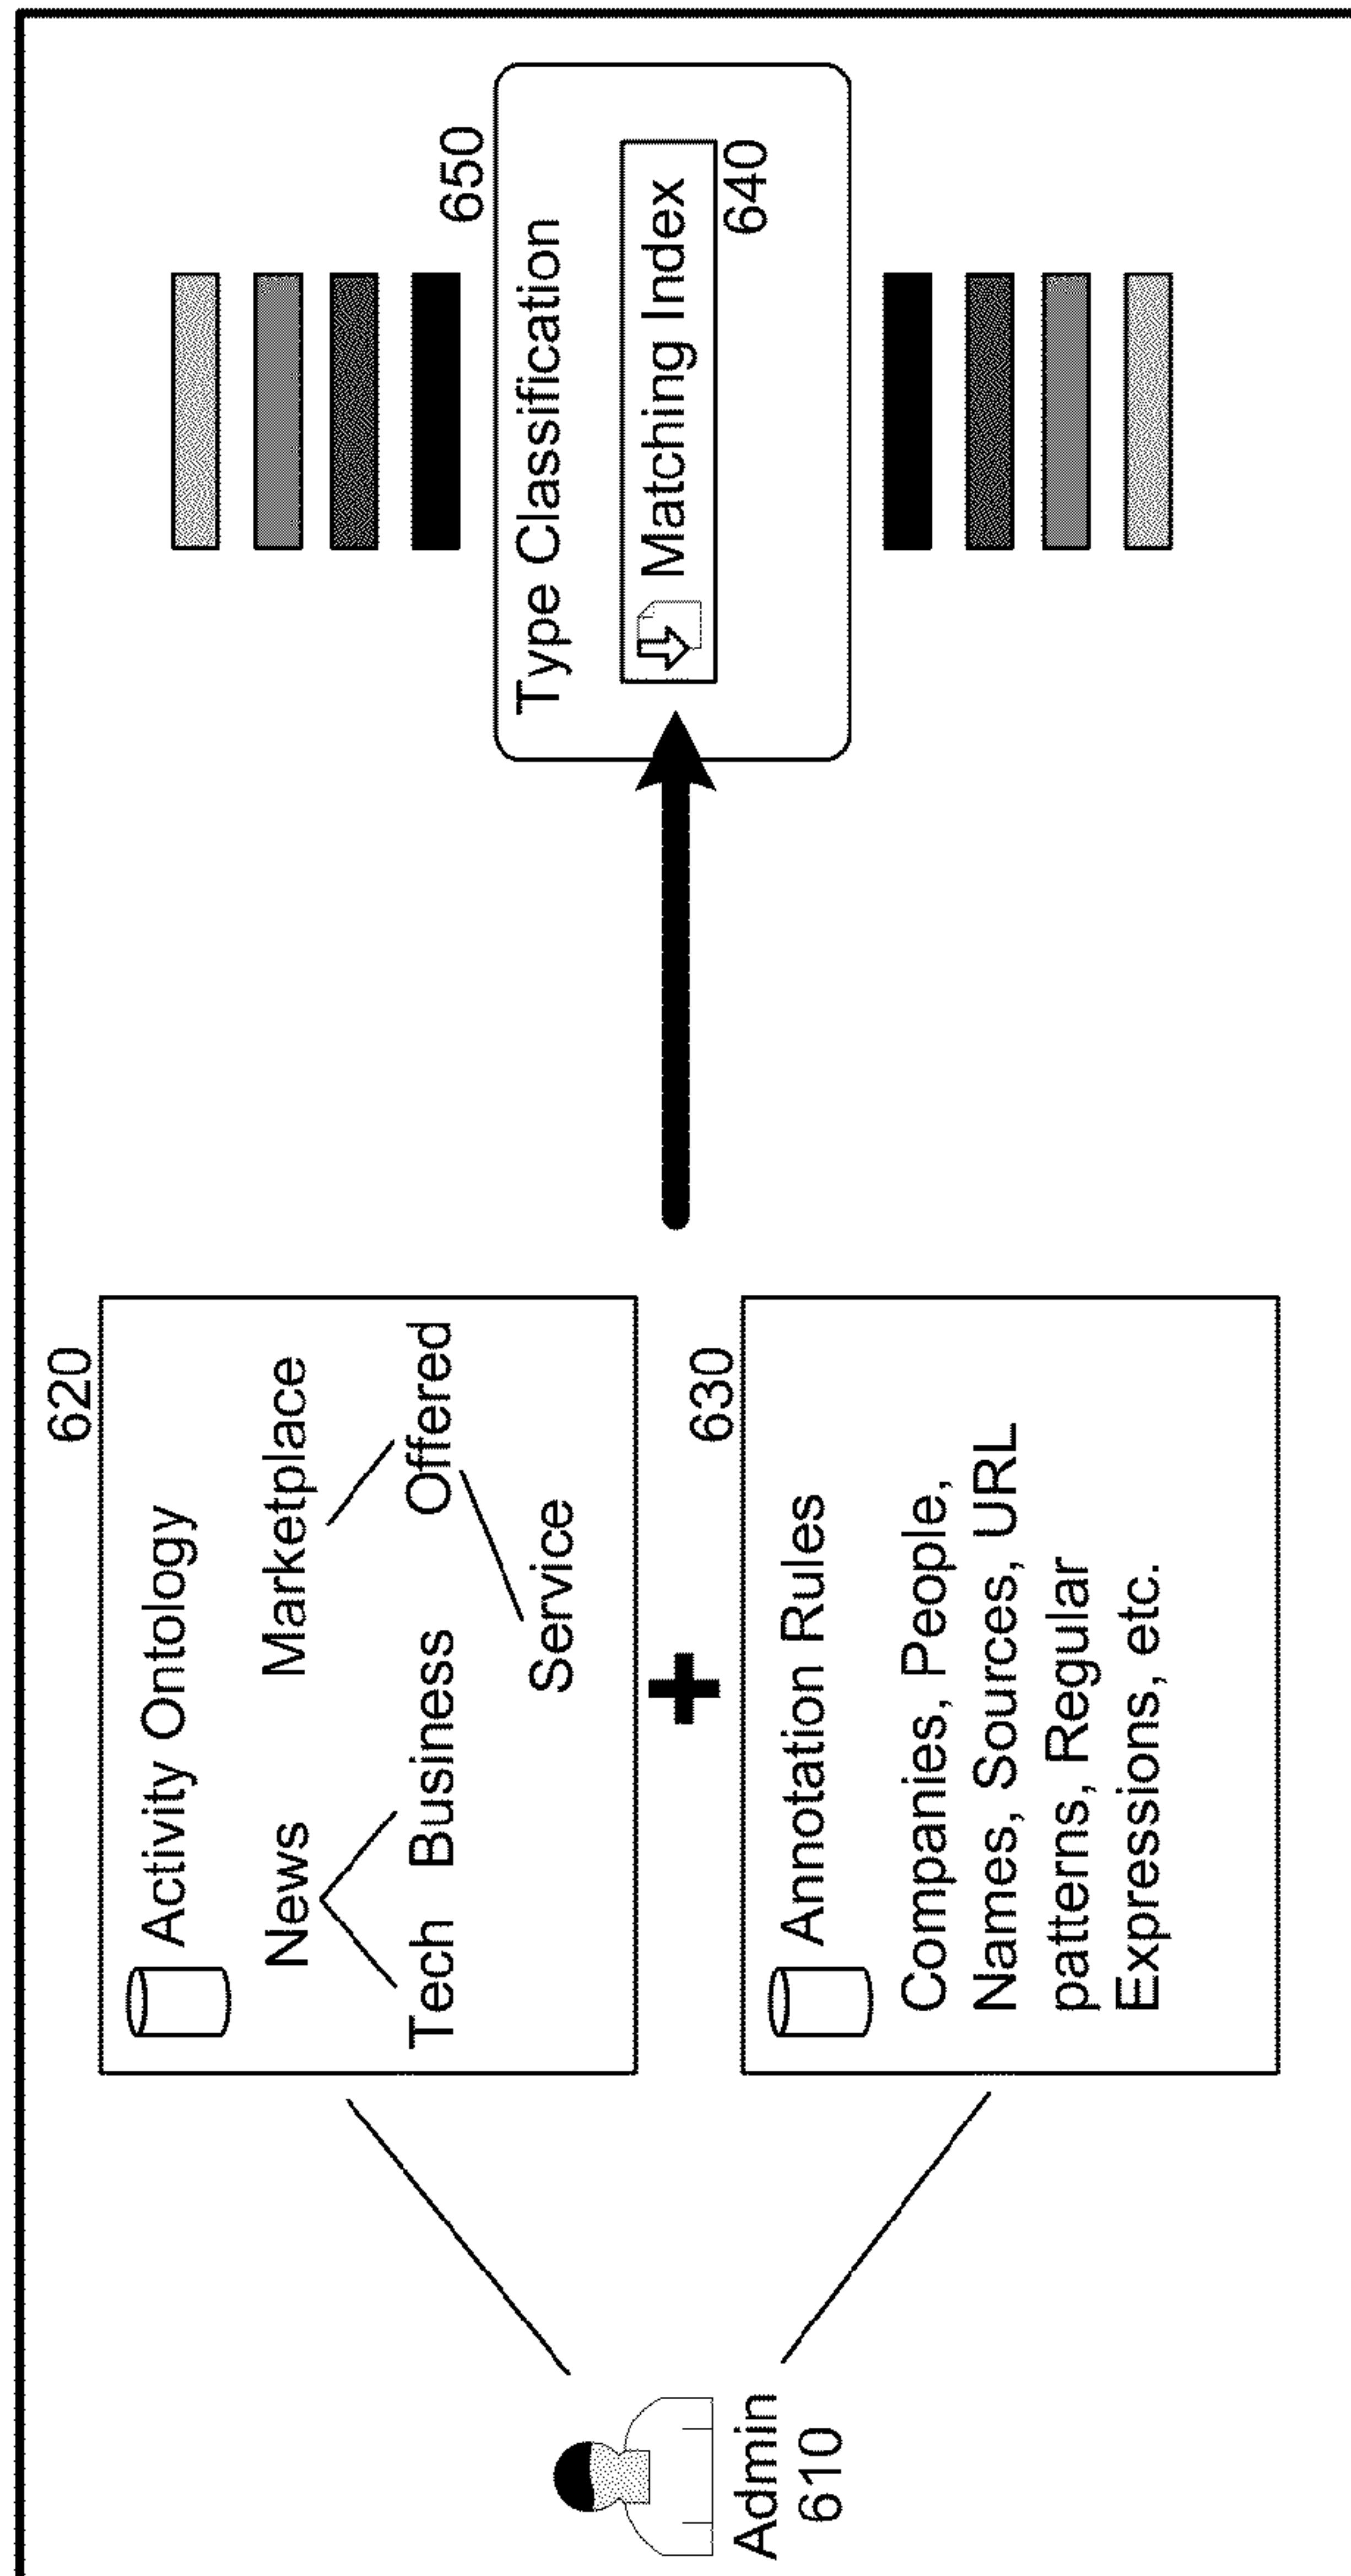 Admin
610
620
Activity Ontology
News Marketplace
Tech Business Offered
Service
630
Annotation Rules
Companies, People,
Names, Sources, URL
patterns, Regular
Expressions, etc.
650
Type Classification
Matching Index
640